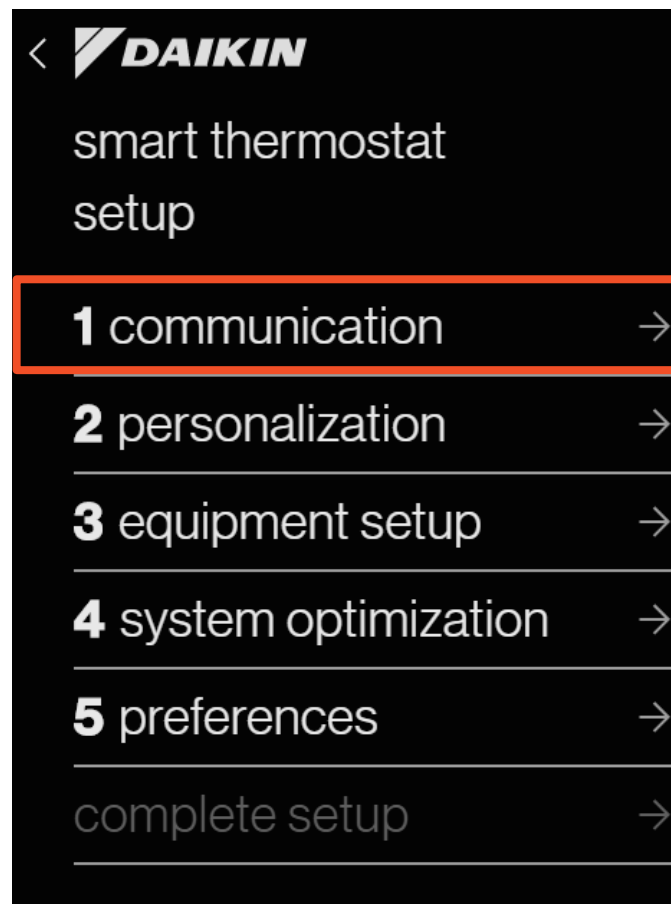 DAIKIN
smart thermostat
setup
1 communication
2 personalization
3 equipment setup
4 system optimization
5 preferences
complete setup